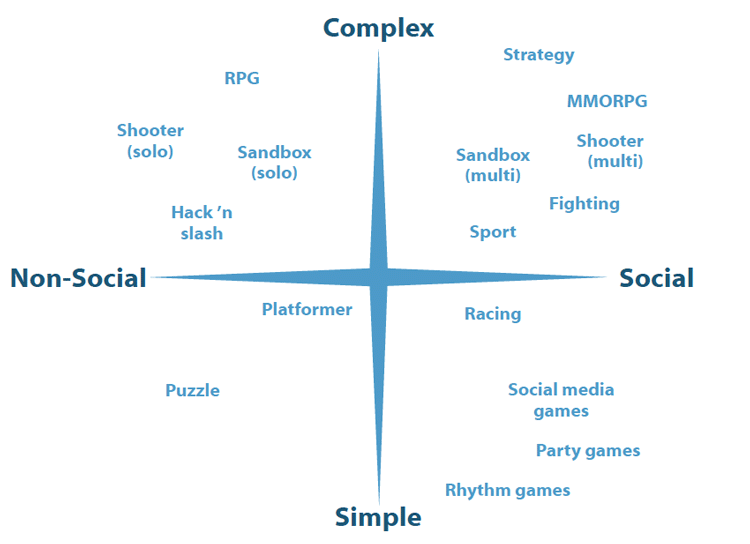 Complex
Strategy
RPG
MMORPG
Shooter
(solo)
Sandbox
(solo)
Sandbox
(multi)
Shooter
(multi)
Hack ’n
slash
Fighting
Sport
Non-Social
Social
Platformer
Racing
Puzzle
Social media
games
Party games
Rhythm games
Simple